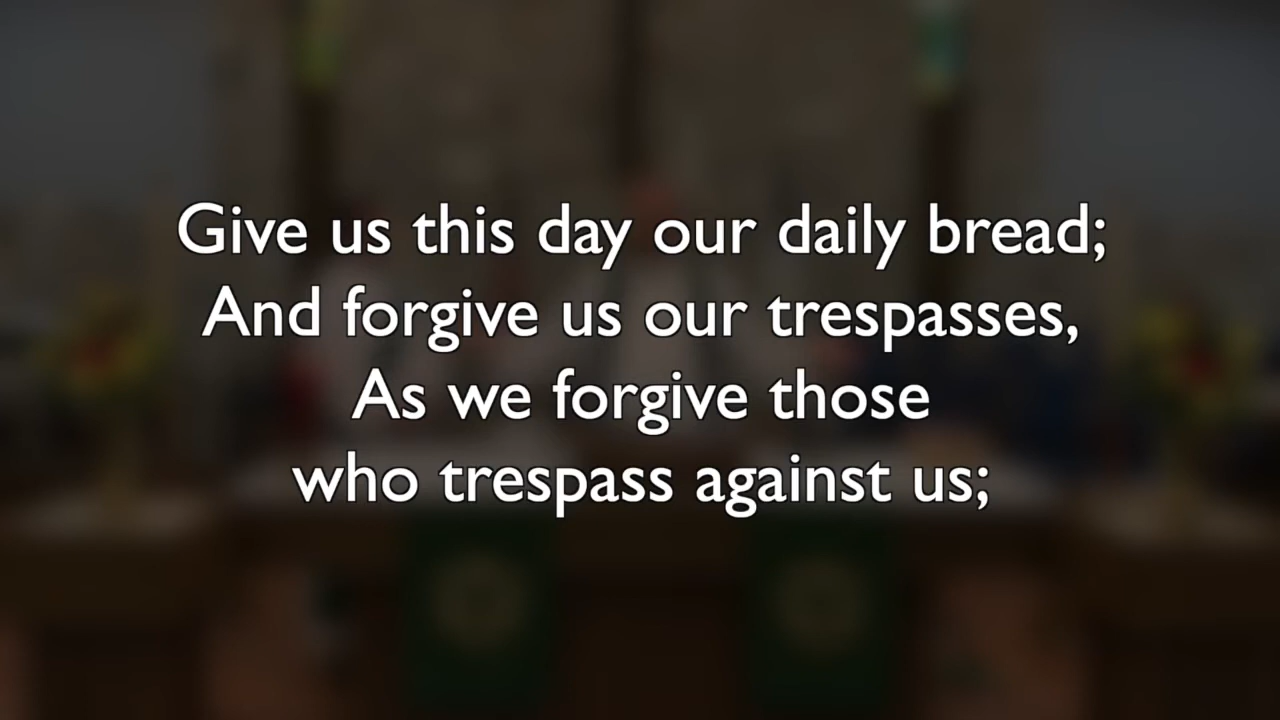 Give us this day our daily bread;
And forgive us our trespasses,
As we forgive those
who trespass against us;